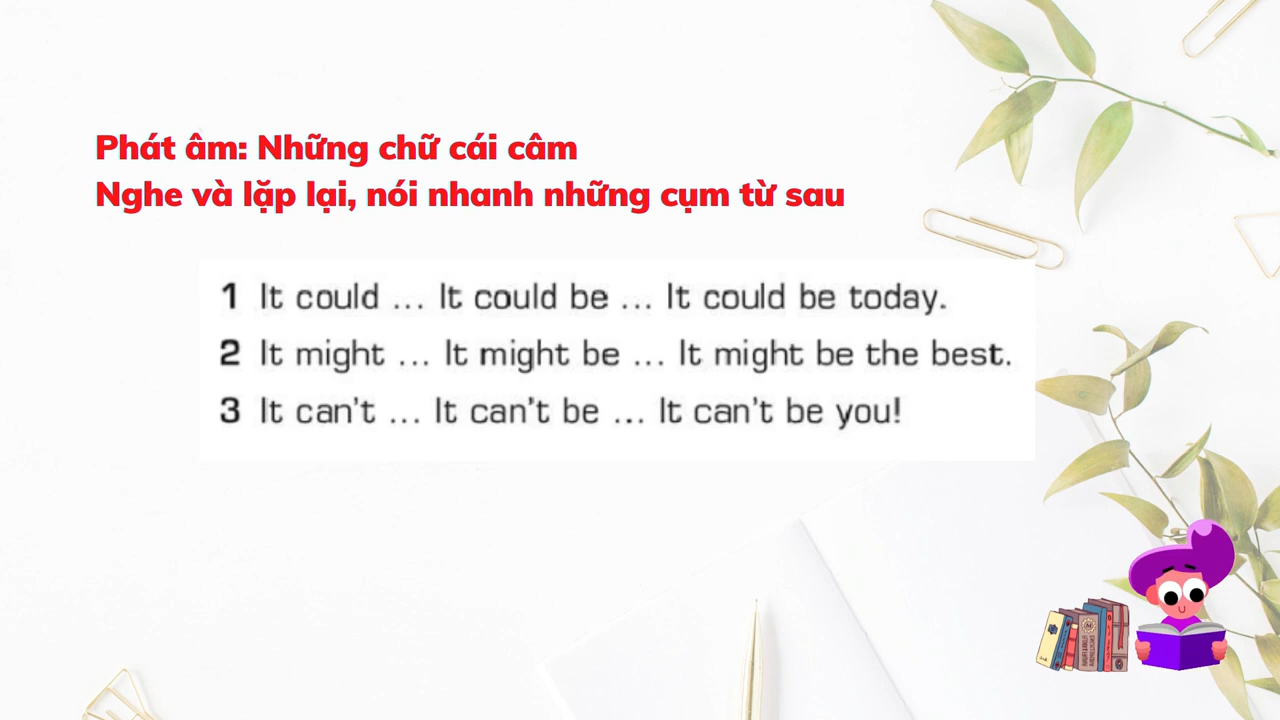 Phát âm: Những chữ cái câm
Nghe và lặp lại, nói nhanh những cụm từ sau
1 It could ... It could be ... It could be today.
2 It might ... It might be ... It might be the best.
3 It can't ... It can't be ... It can't be you!